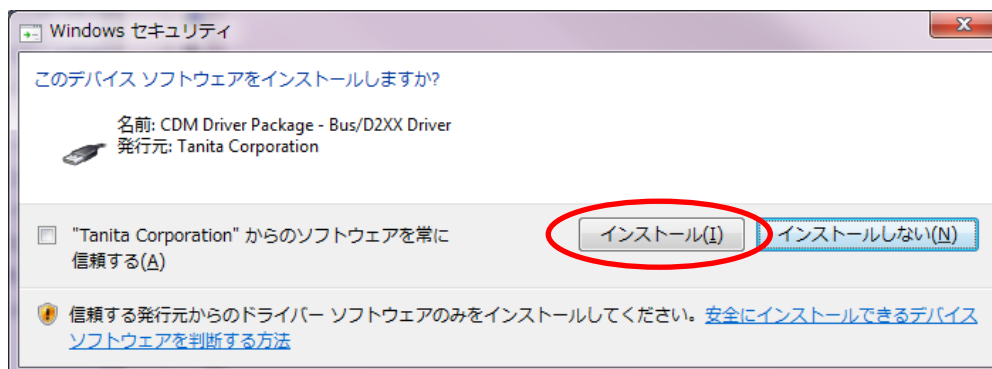 Windows セキュリティ
このデバイス ソフトウェアをインストールしますか?
名前: CDM Driver Package - Bus/D2XX Driver
発行元: Tanita Corporation
"Tanita Corporation" からのソフトウェアを常に
信頼する(A)
インストール(I)
インストールしない(N)
信頼する発行元からのドライバー ソフトウェアのみをインストールしてください。安全にインストールできるデバイス
ソフトウェアを判断する方法